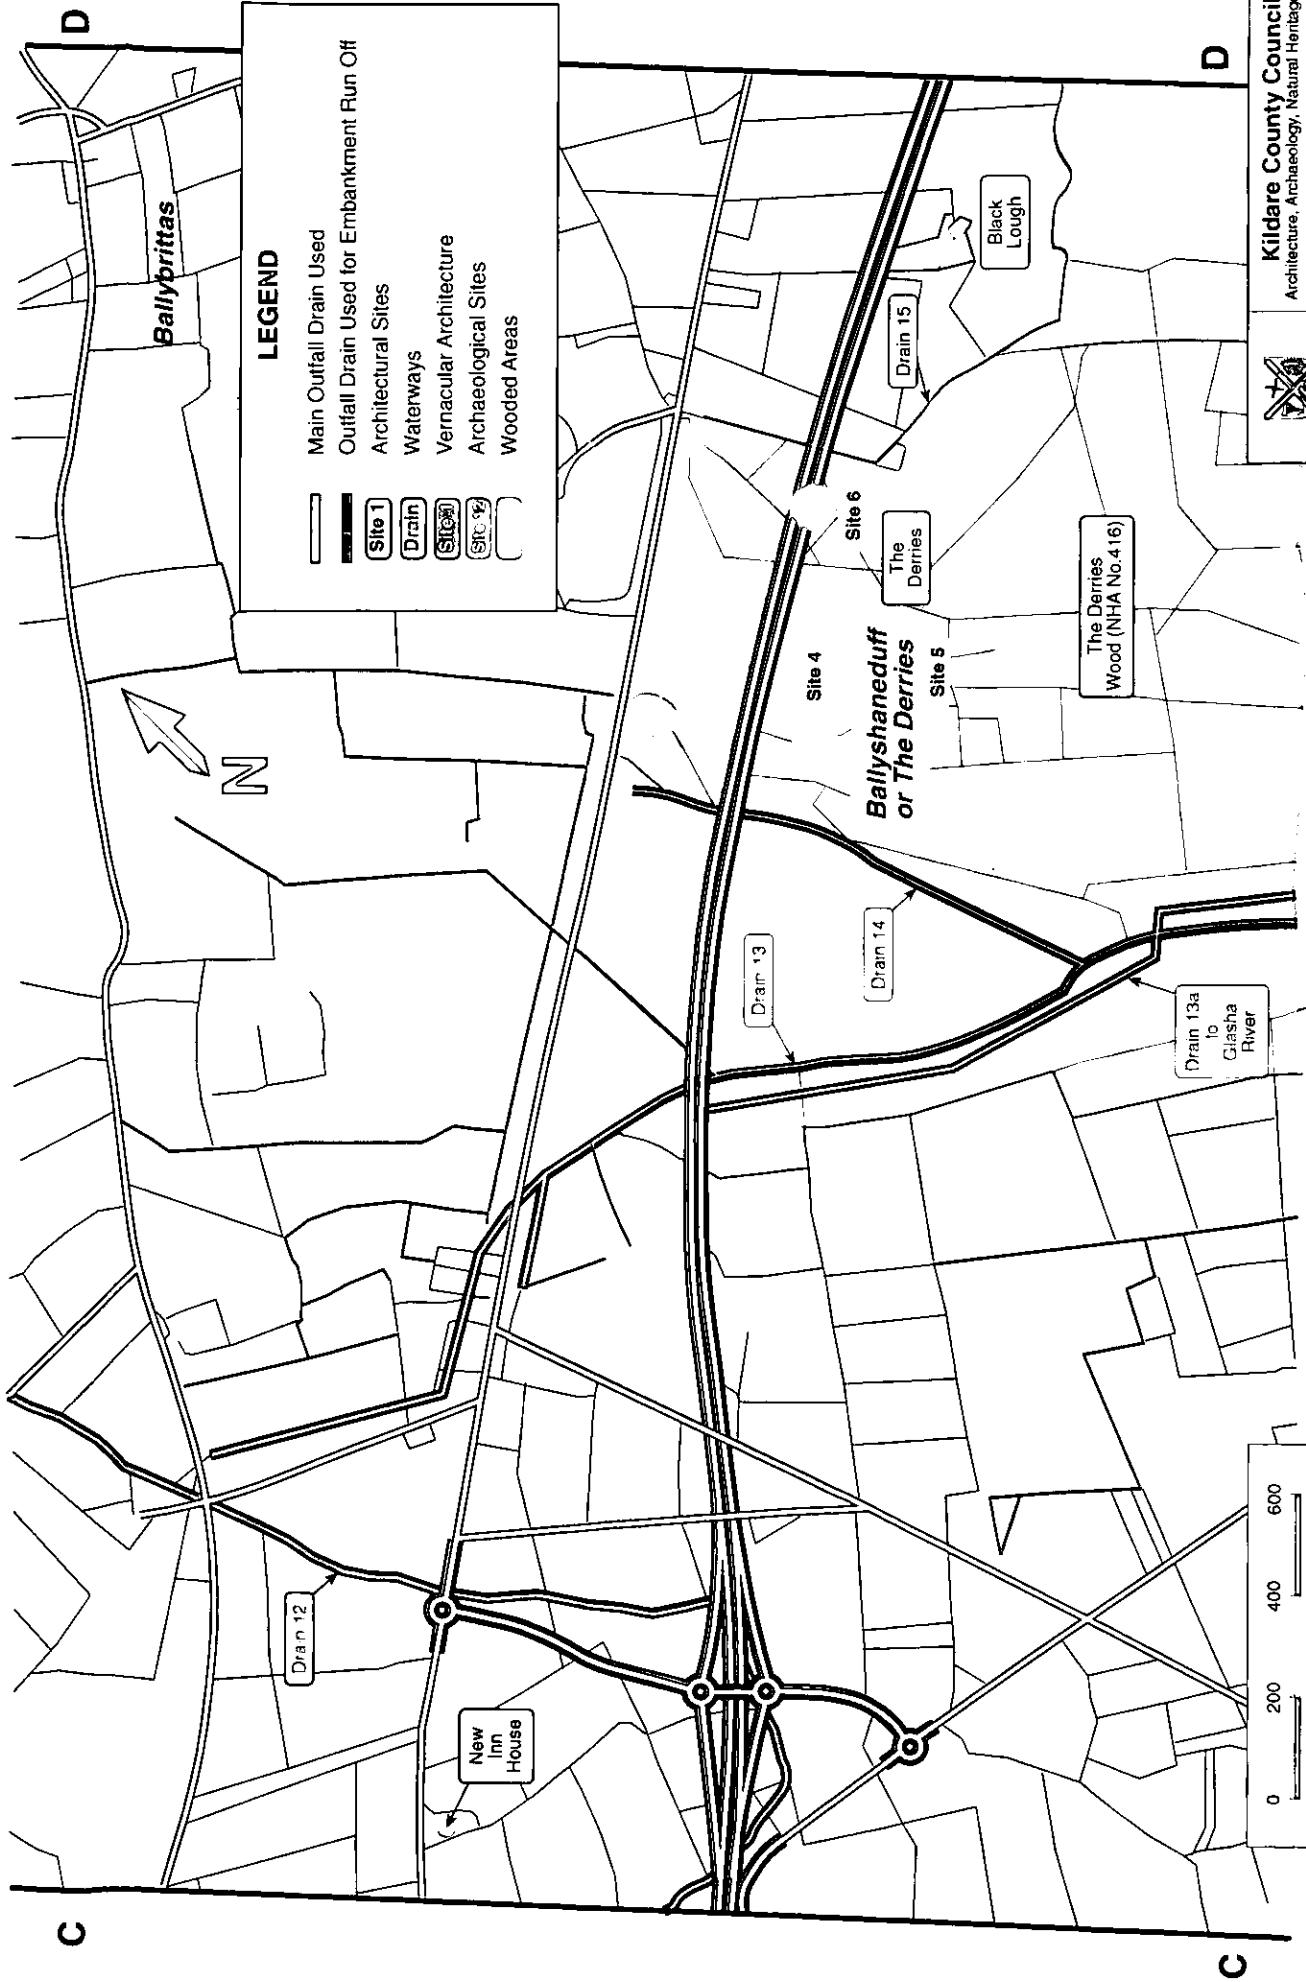 C
D
Ballybrittas
LEGEND
Main Outfall Drain Used
Outfall Drain Used for Embankment Run Off
Site 1
Architectural Sites
Drain
Waterways
Vernacular Architecture
Archaeological Sites
Wooded Areas
N
Drain 12
New
Inn
House
Drain 13
Drain 14
Site 4
Ballyshaneduff
or The Derries
Site 5
Site 6
The
Derries
Drain 15
Black
Lough
The Derries
Wood (NHA No.416)
Drain 13a
to
Glasha
River
C
D
0 200 400 600
Kildare County Council
Architecture, Archaeology, Natural Heritage